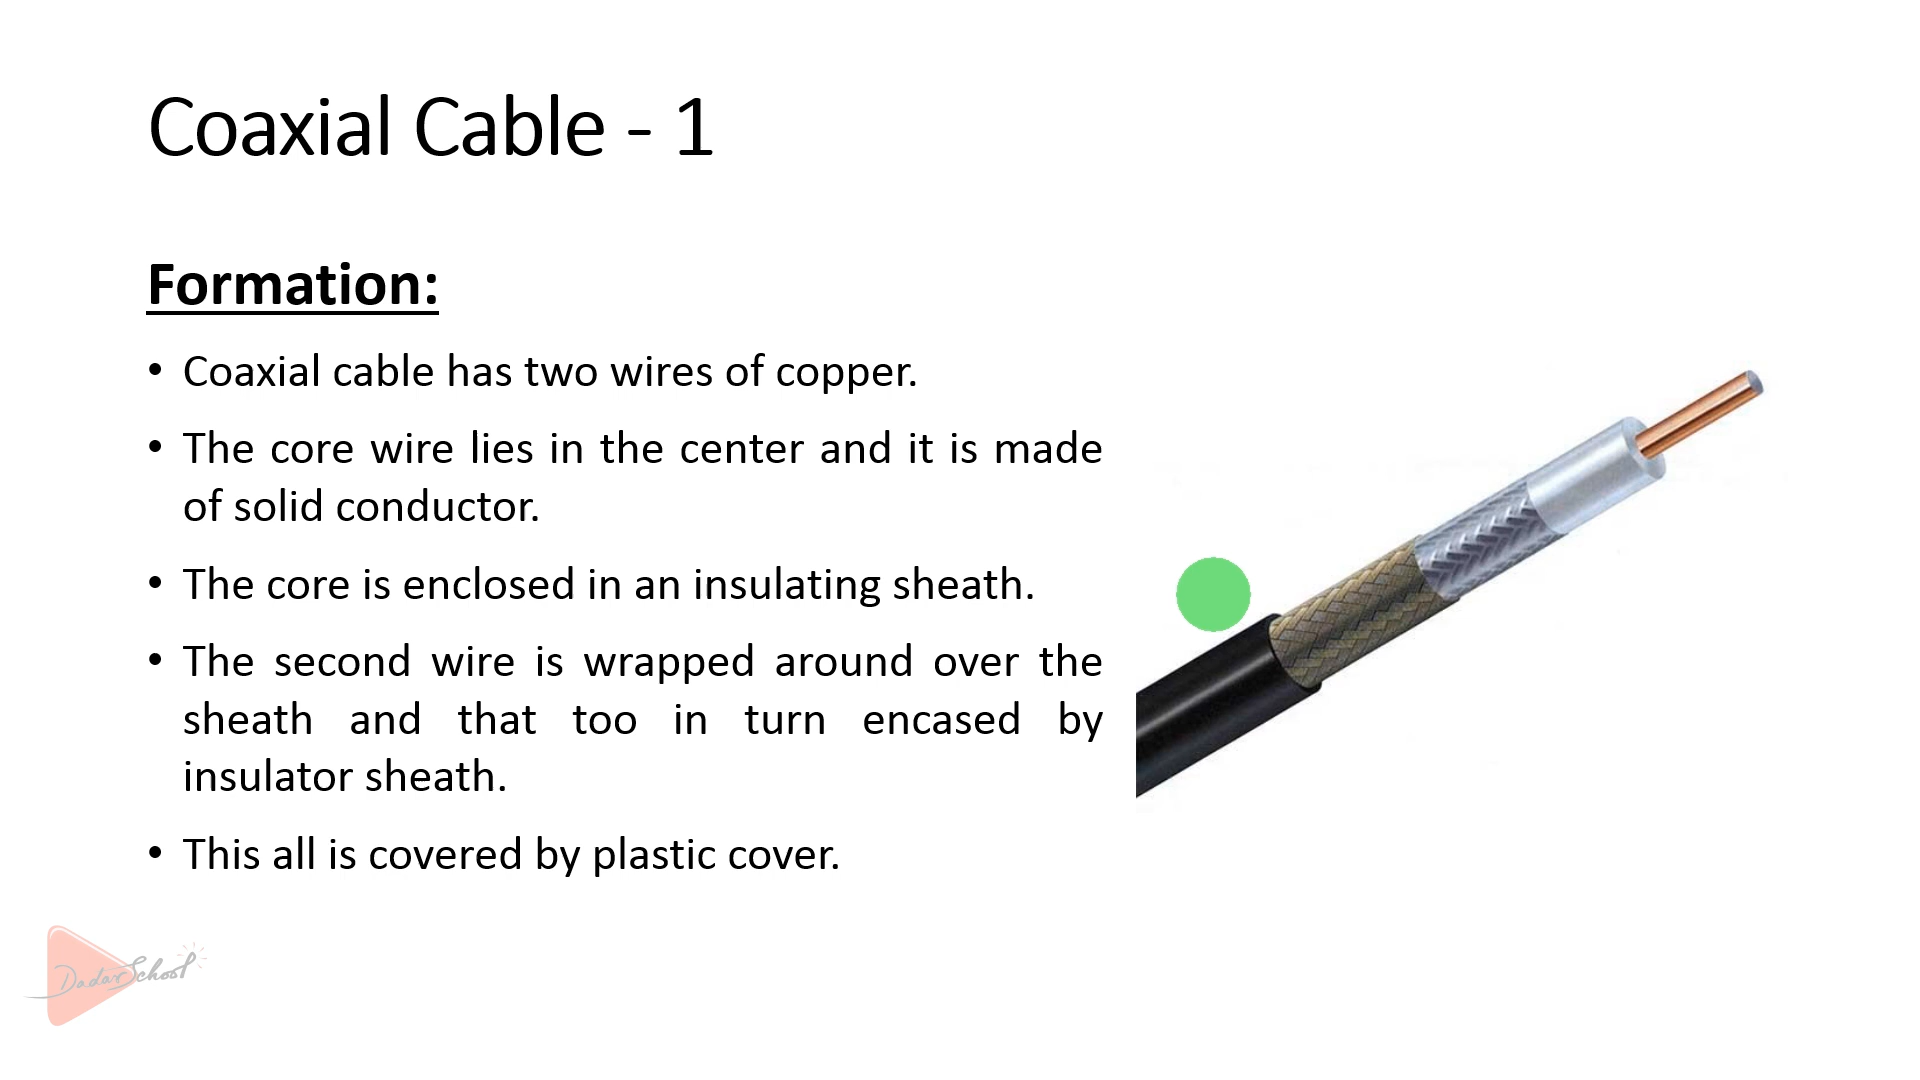 Coaxial Cable - 1
Formation:
• Coaxial cable has two wires of copper.
• The core wire lies in the center and it is made
of solid conductor.
• The core is enclosed in an insulating sheath.
• The second wire is wrapped around over the
sheath and that too in turn encased by
insulator sheath.
• This all is covered by plastic cover.
Dadar School